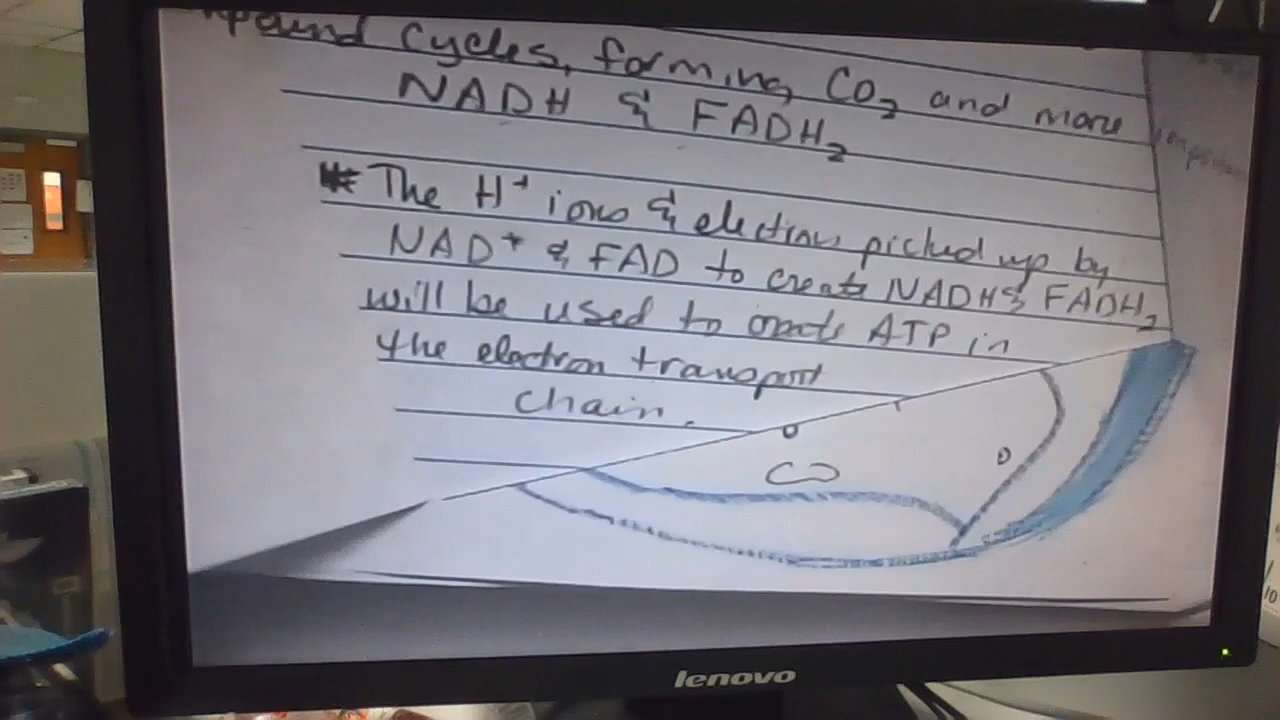 pound cycles, forming CO2 and more
NADH & FADH2
* The H+ ions & electrons picked up by
NAD+ & FAD to create NADH & FADH2
will be used to ATP in
the electron transport
chain.
lenovo